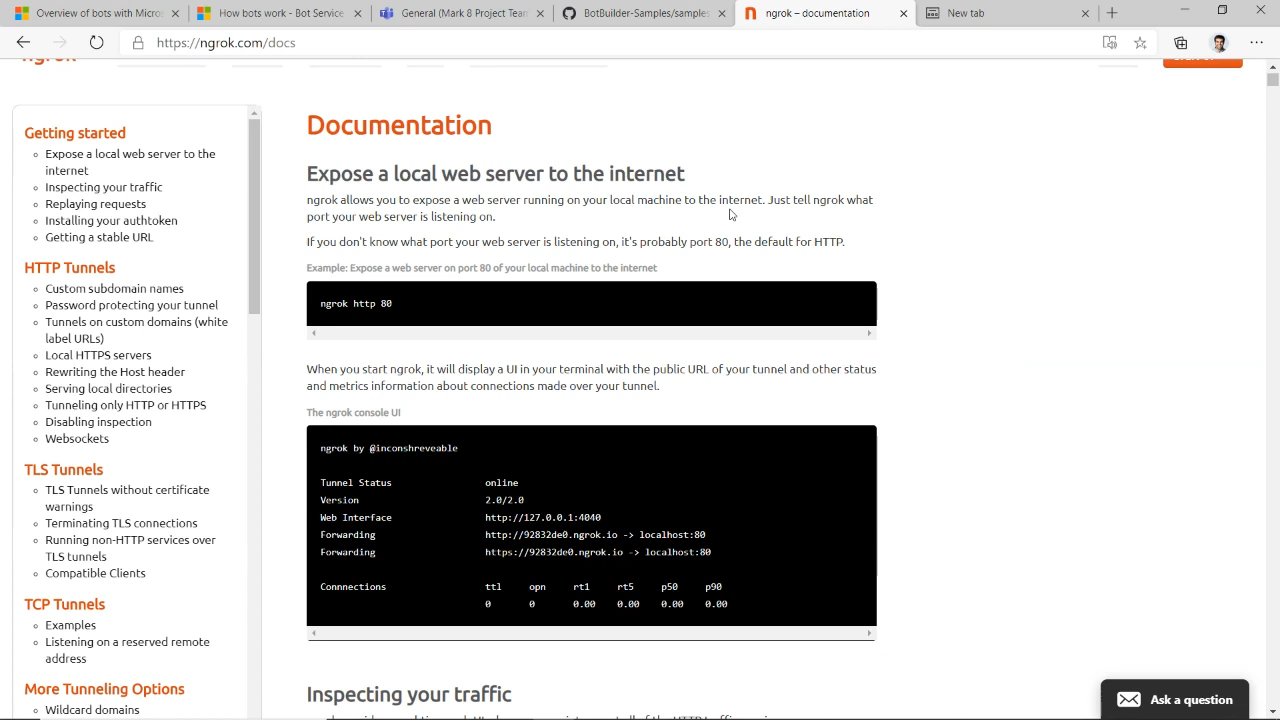 Overview of bots with Microso
How bots work - Bot Service
General (Mark 8 Project Team
BotBuilder-Samples/samples
ngrok – documentation
New tab
https://ngrok.com/docs
ngrok
Getting started
Expose a local web server to the
internet
Inspecting your traffic
Replaying requests
Installing your authtoken
Getting a stable URL
HTTP Tunnels
Custom subdomain names
Password protecting your tunnel
Tunnels on custom domains (white
label URLs)
Local HTTPS servers
Rewriting the Host header
Serving local directories
Tunneling only HTTP or HTTPS
Disabling inspection
Websockets
TLS Tunnels
TLS Tunnels without certificate
warnings
Terminating TLS connections
Running non-HTTP services over
TLS tunnels
Compatible Clients
TCP Tunnels
Examples
Listening on a reserved remote
address
More Tunneling Options
Wildcard domains
Documentation
Expose a local web server to the internet
ngrok allows you to expose a web server running on your local machine to the internet. Just tell ngrok what
port your web server is listening on.
If you don't know what port your web server is listening on, it's probably port 80, the default for HTTP.
Example: Expose a web server on port 80 of your local machine to the internet
ngrok http 80
When you start ngrok, it will display a UI in your terminal with the public URL of your tunnel and other status
and metrics information about connections made over your tunnel.
The ngrok console UI
ngrok by @inconshreveable
Tunnel Status online
Version 2.0/2.0
Web Interface http://127.0.0.1:4040
Forwarding http://92832de0.ngrok.io -> localhost:80
Forwarding https://92832de0.ngrok.io -> localhost:80
Connnections ttl opn rt1 rt5 p50 p90
0 0 0.00 0.00 0.00 0.00
Inspecting your traffic
Ask a question